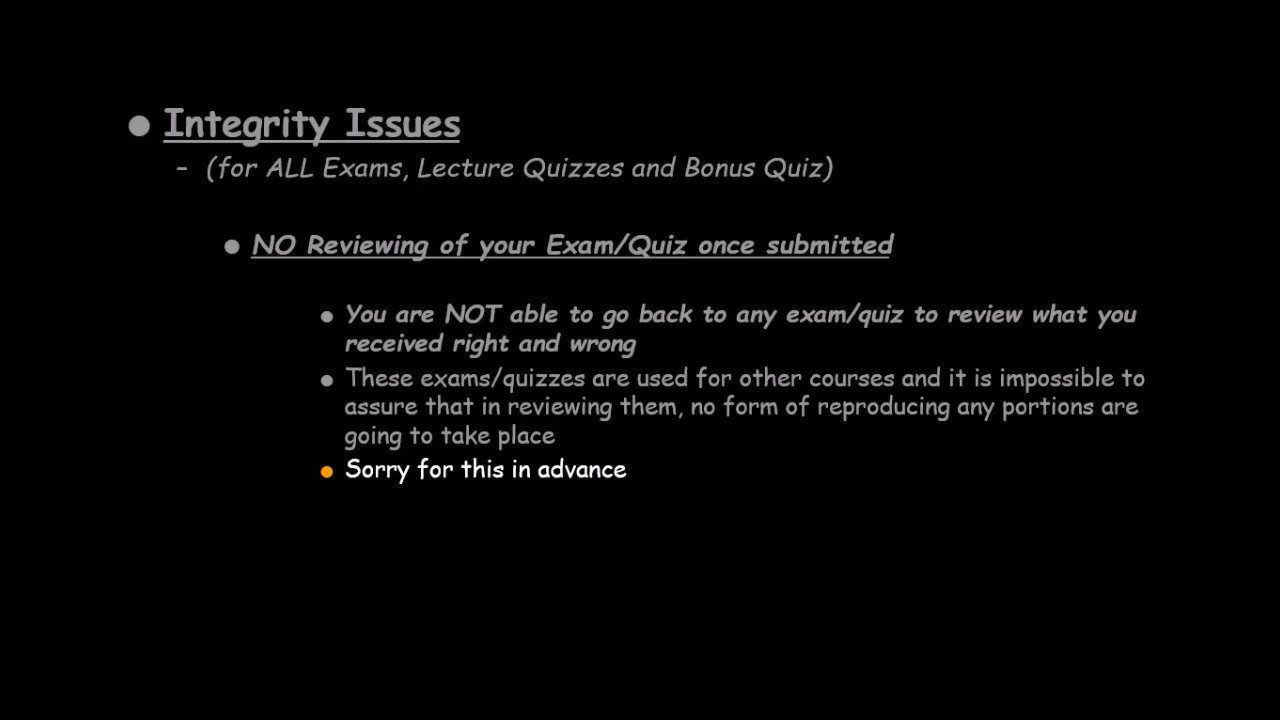 • Integrity Issues
– (for ALL Exams, Lecture Quizzes and Bonus Quiz)
• NO Reviewing of your Exam/Quiz once submitted
• You are NOT able to go back to any exam/quiz to review what you
received right and wrong
• These exams/quizzes are used for other courses and it is impossible to
assure that in reviewing them, no form of reproducing any portions are
going to take place
• Sorry for this in advance